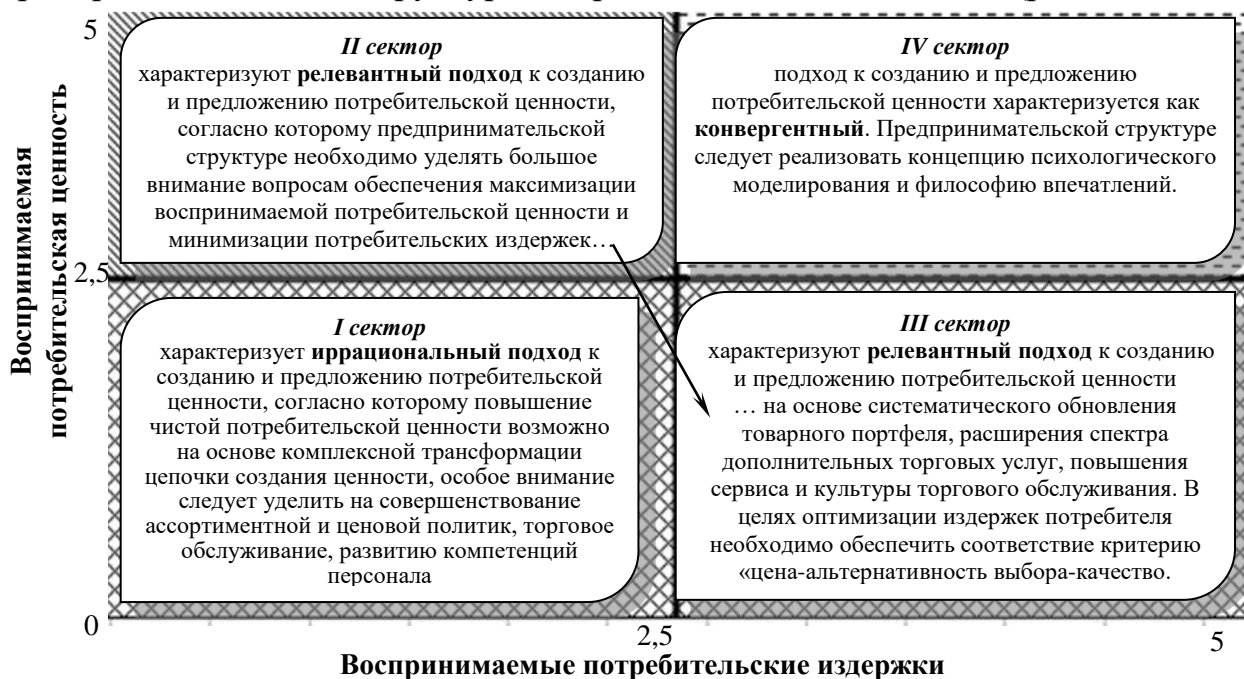 5
II сектор
характеризуют релевантный подход к созданию
и предложению потребительской ценности,
согласно которому предпринимательской
структуре необходимо уделять большое
внимание вопросам обеспечения максимизации
воспринимаемой потребительской ценности и
минимизации потребительских издержек…
IV сектор
подход к созданию и предложению
потребительской ценности характеризуется как
конвергентный. Предпринимательской структуре
следует реализовать концепцию психологического
моделирования и философию впечатлений.
Воспринимаемая
потребительская ценность
2,5
I сектор
характеризует иррациональный подход к
созданию и предложению потребительской
ценности, согласно которому повышение
чистой потребительской ценности возможно
на основе комплексной трансформации
цепочки создания ценности, особое внимание
следует уделить на совершенствование
ассортиментной и ценовой политик, торговое
обслуживание, развитию компетенций
персонала
III сектор
характеризуют релевантный подход к созданию
и предложению потребительской ценности
… на основе систематического обновления
товарного портфеля, расширения спектра
дополнительных торговых услуг, повышения
сервиса и культуры торгового обслуживания. В
целях оптимизации издержек потребителя
необходимо обеспечить соответствие критерию
«цена-альтернативность выбора-качество.
0
2,5
5
Воспринимаемые потребительские издержки